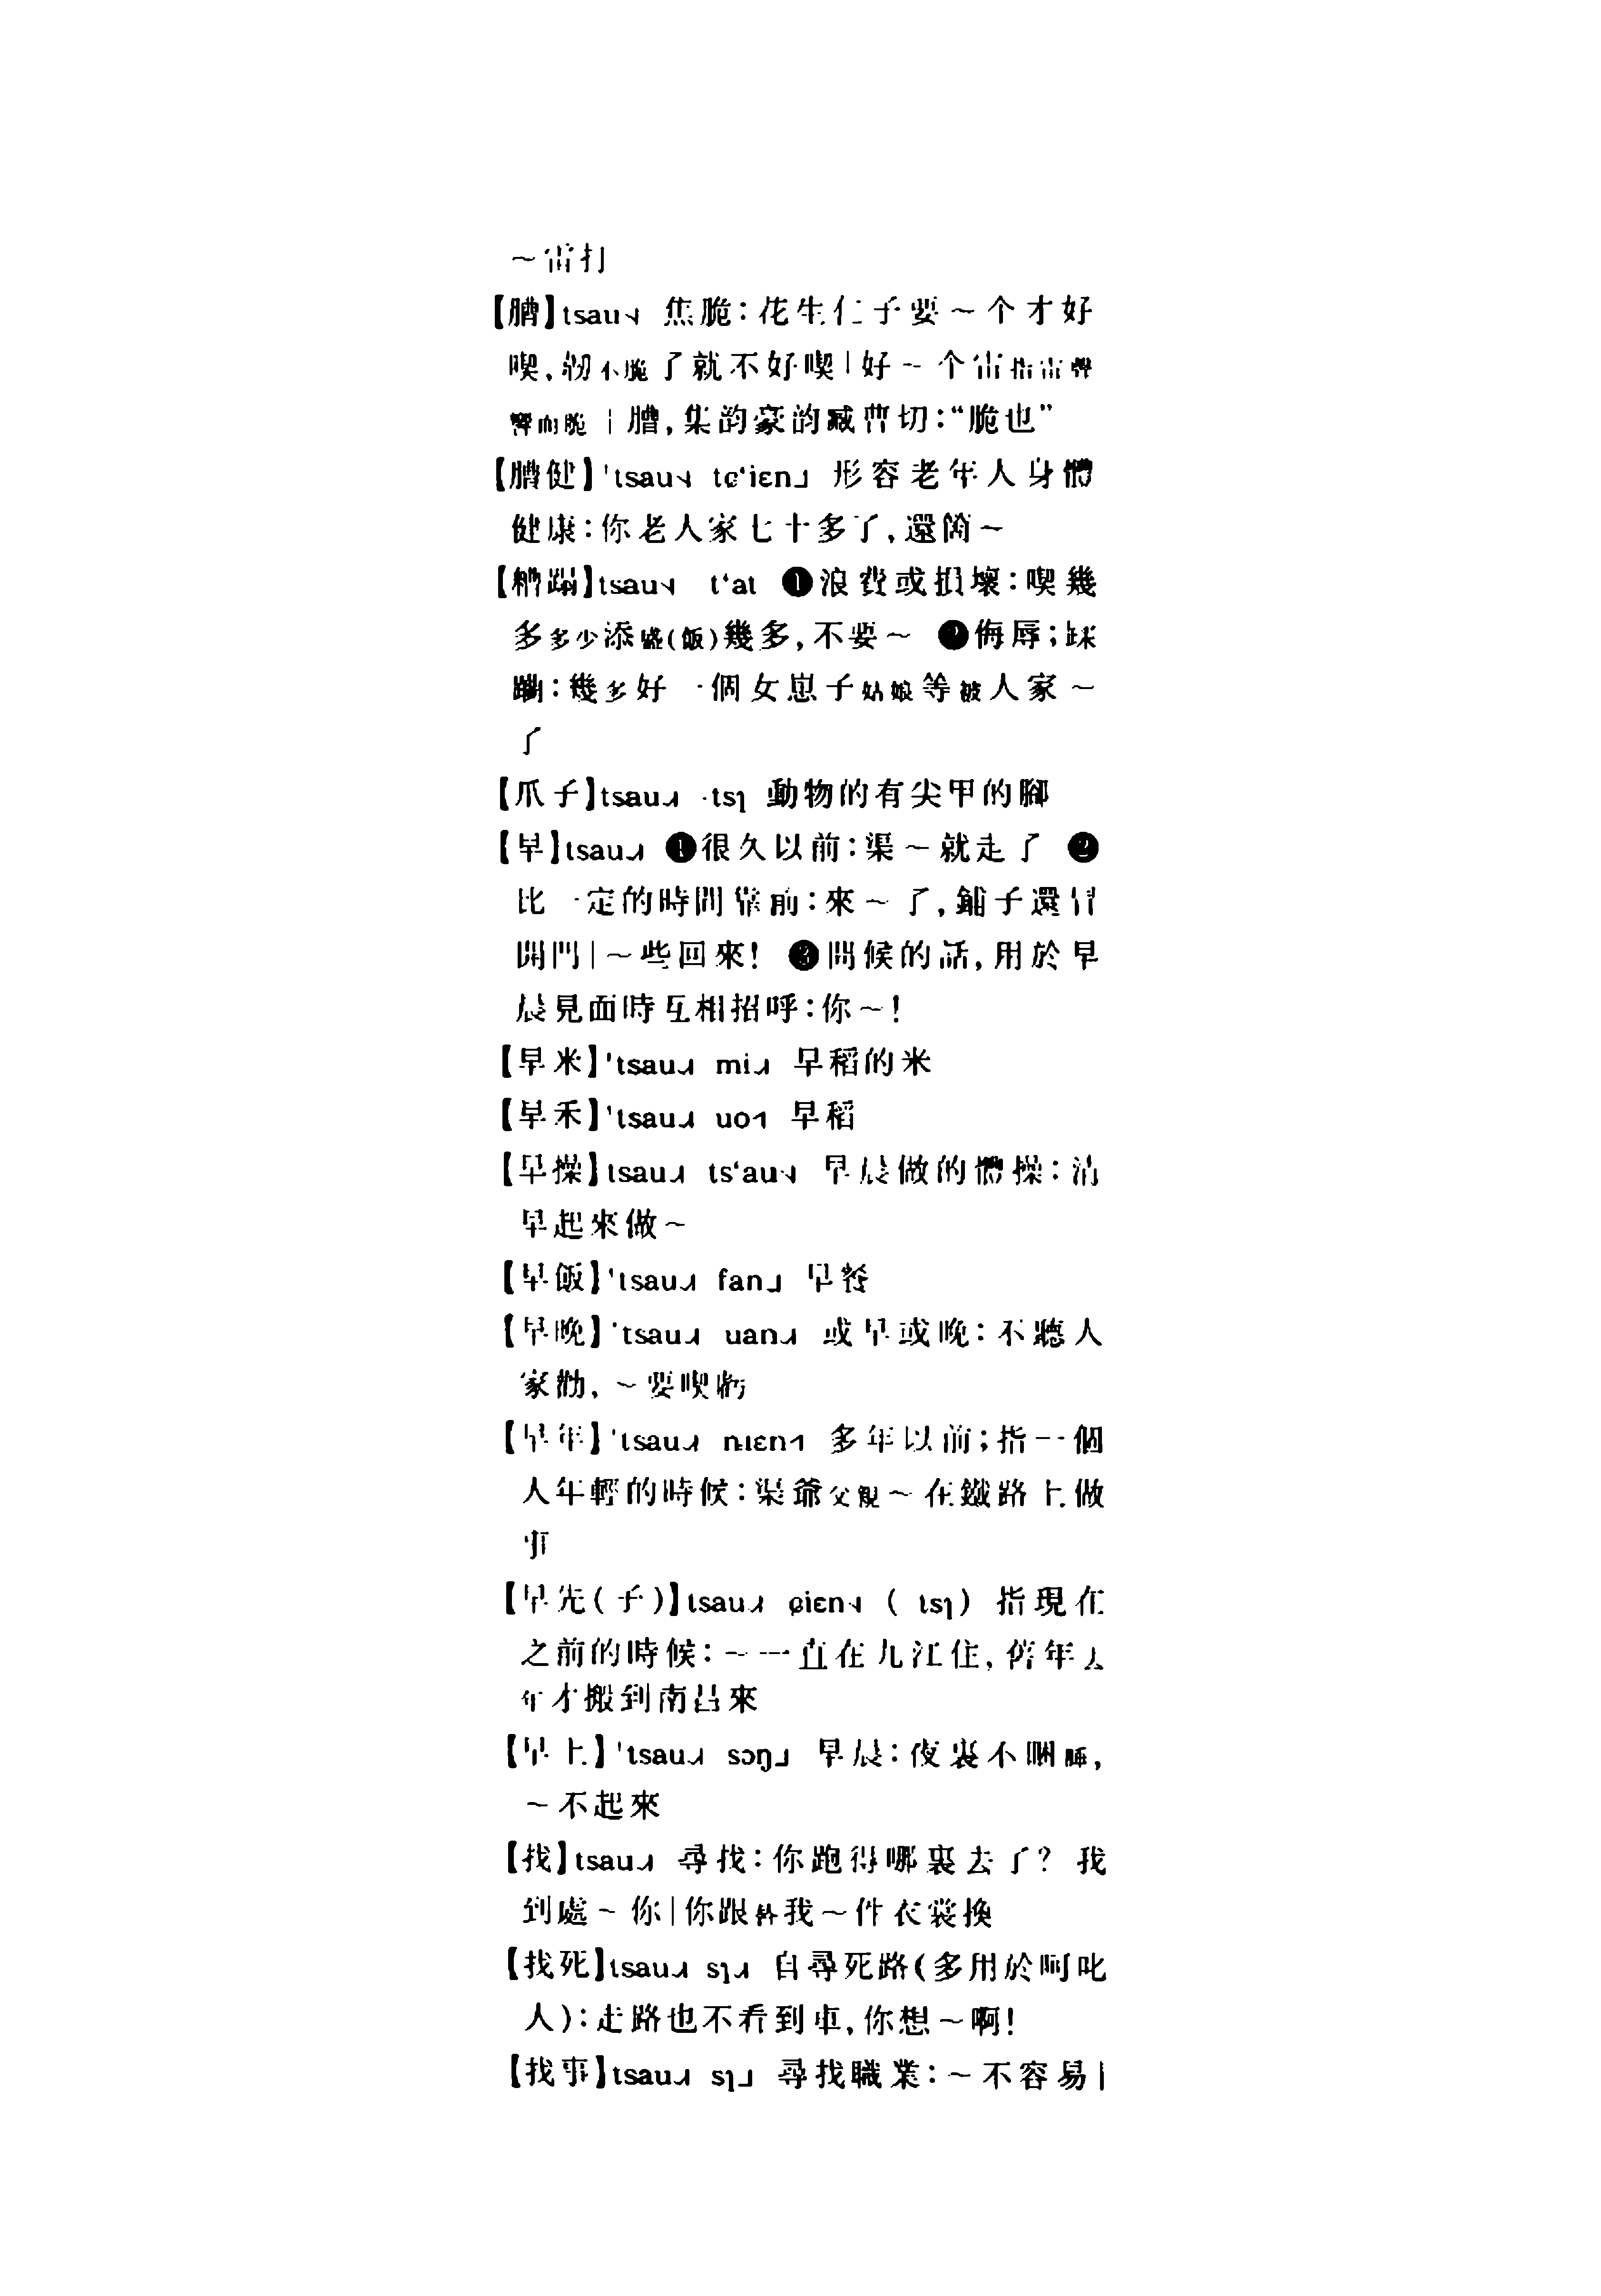 ～雷打
【膤】tsau˧˨ 焦脆：花生仁子要～个才好
喫，韌不脆了就不好喫|好～个雷指雷聲
響而脆 | 膤，集韵豪韵臧曹切：“脆也”
【膤健】'tsau˧˨ tɕ‘iɛn˩ 形容老年人身體
健康：你老人家七十多了，還箇～
【糟蹋】tsau˧˨ t‘at ❶浪費或損壞：喫幾
多多少添盛(飯)幾多，不要～ ❷侮辱；踩
蹦：幾多好一個女崽子姑娘等被人家～
了
【爪子】tsau˨˩˧ ·tsɿ 動物的有尖甲的腳
【早】tsau˨˩˧ ❶很久以前：渠～就走了 ❷
比一定的時間靠前：來～了，鋪子還冇
開門|～些回來！ ❸問候的話，用於早
晨見面時互相招呼：你～！
【早米】'tsau˨˩˧ mi˨˩˧ 早稻的米
【早禾】'tsau˨˩˧ uo˧˥ 早稻
【早操】tsau˨˩˧ ts‘au˧˨ 早晨做的體操：清
早起來做～
【早飯】'tsau˨˩˧ fan˩ 早餐
【早晚】'tsau˨˩˧ uan˨˩˧ 或早或晚：不聽人
家勸，～要喫虧
【早年】'tsau˨˩˧ n̠iɛn˧˥ 多年以前；指一個
人年輕的時候：渠爺父親～在鐵路上做
事
【早先(子)】tsau˨˩˧ ɕiɛn˧˨ ( tsɿ) 指現在
之前的時候：～一直在九江住，舊年去
年才搬到南昌來
【早上】'tsau˨˩˧ sɔŋ˩ 早晨：夜裏不睏睡，
～不起來
【找】tsau˨˩˧ 尋找：你跑得哪裏去了？我
到處～你|你跟替我～件衣裳換
【找死】tsau˨˩˧ sɿ˨˩˧ 自尋死路(多用於呵叱
人)：走路也不看到車，你想～啊！
【找事】tsau˨˩˧ sɿ˩ 尋找職業：～不容易|